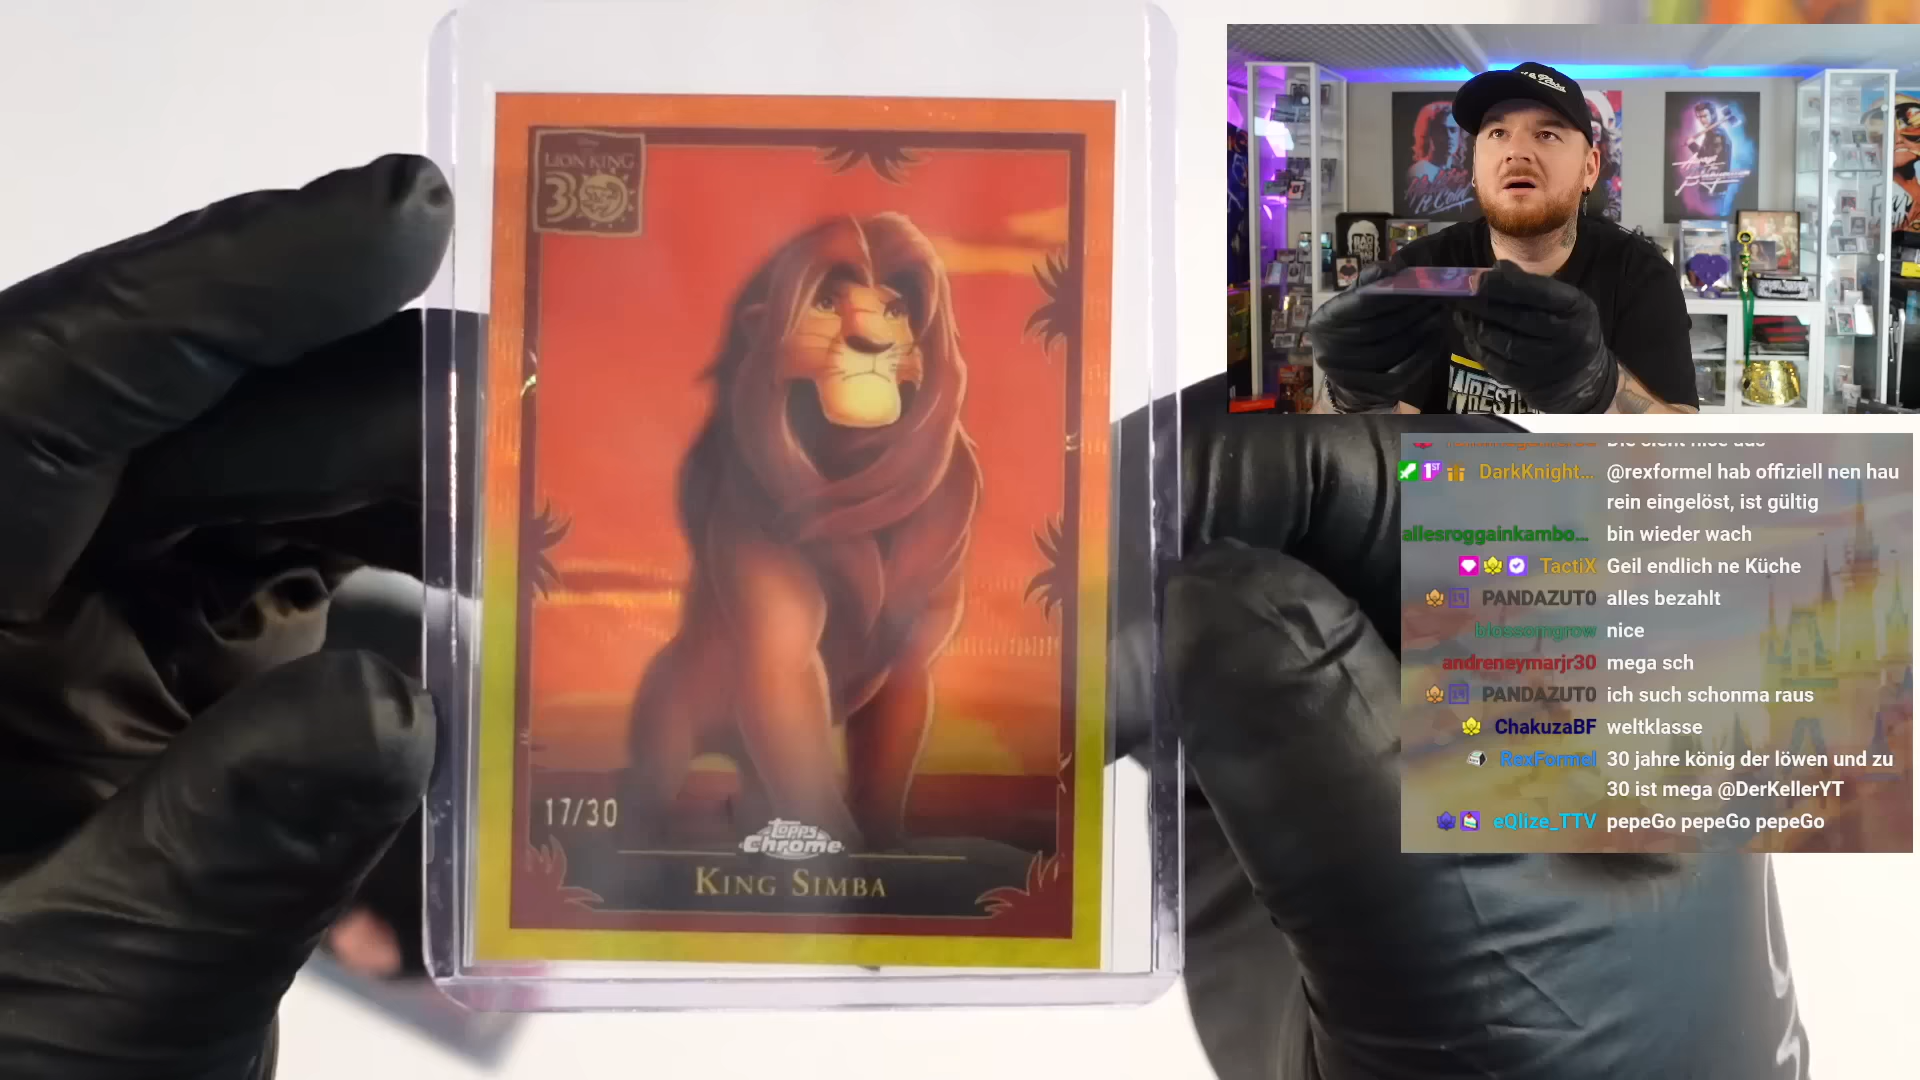 LION KING
30
17/30
Topps
Chrome
KING SIMBA
DarkKnight... @rexformel hab offiziell nen hau
rein eingelöst, ist gültig
allesroggainkambo... bin wieder wach
TactiX Geil endlich ne Küche
PANDAZUT0 alles bezahlt
blossomgrow nice
andreneymarjr30 mega sch
PANDAZUT0 ich such schonma raus
ChakuzaBF weltklasse
RexFormel 30 jahre könig der löwen und zu
30 ist mega @DerKellerYT
eQlize_TTV pepeGo pepeGo pepeGo